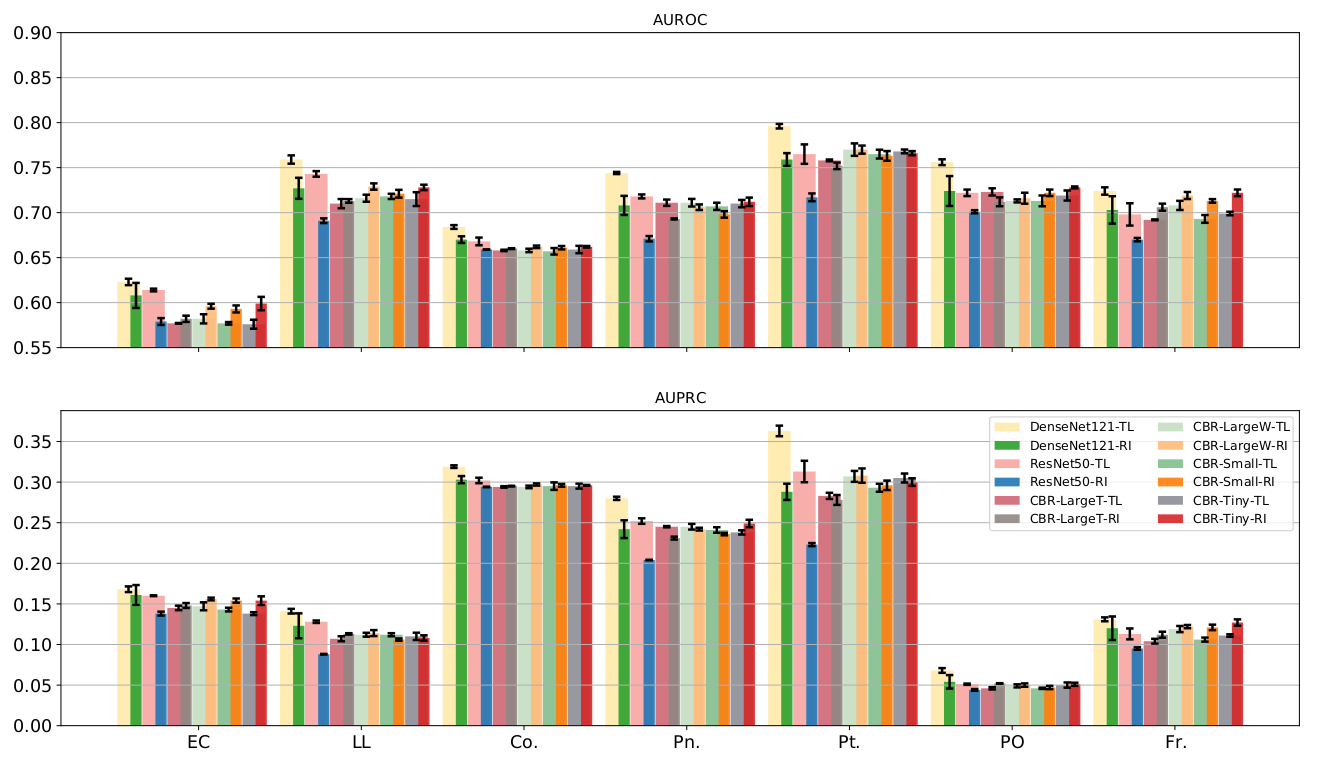 AUROC
0.90
0.85
0.80
0.75
0.70
0.65
0.60
0.55
AUPRC
0.35
0.30
0.25
0.20
0.15
0.10
0.05
0.00
DenseNet121-TL
DenseNet121-RI
ResNet50-TL
ResNet50-RI
CBR-LargeT-TL
CBR-LargeT-RI
CBR-LargeW-TL
CBR-LargeW-RI
CBR-Small-TL
CBR-Small-RI
CBR-Tiny-TL
CBR-Tiny-RI
EC LL Co. Pn. Pt. PO Fr.